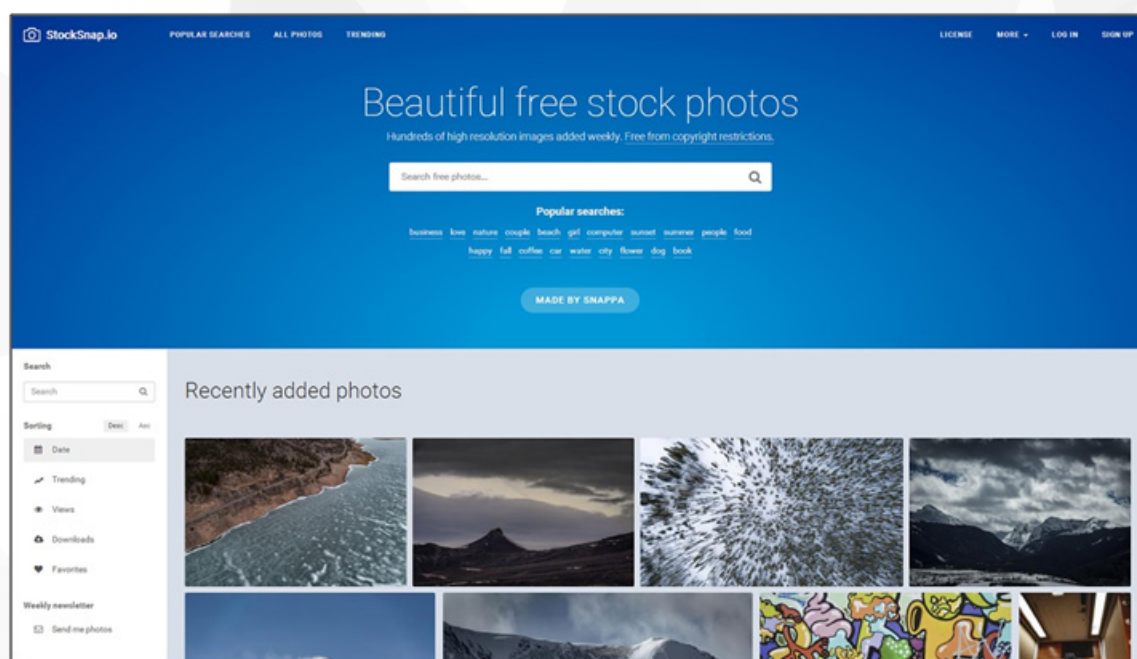 StockSnap.io POPULAR SEARCHES ALL PHOTOS TRENDING LICENSE MORE LOG IN SIGN UP
Beautiful free stock photos
Hundreds of high resolution images added weekly. Free from copyright restrictions.
Search free photos...
Popular searches:
business love nature couple beach girl computer sunset summer people food
happy fall coffee car water city flower dog book
MADE BY SNAPPA
Search
Search
Sorting Desc Asc
Date
Trending
Views
Downloads
Favorites
Weekly newsletter
Send me photos
Recently added photos